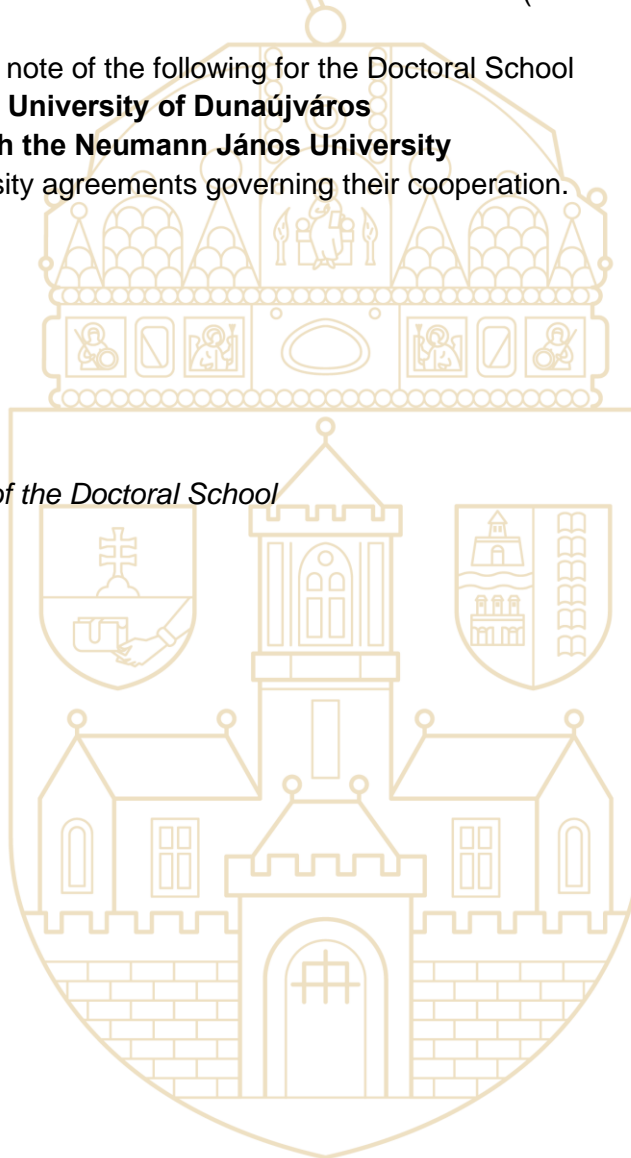 (
note of the following for the Doctoral School
University of Dunaújváros
the Neumann János University
sity agreements governing their cooperation.
of the Doctoral School